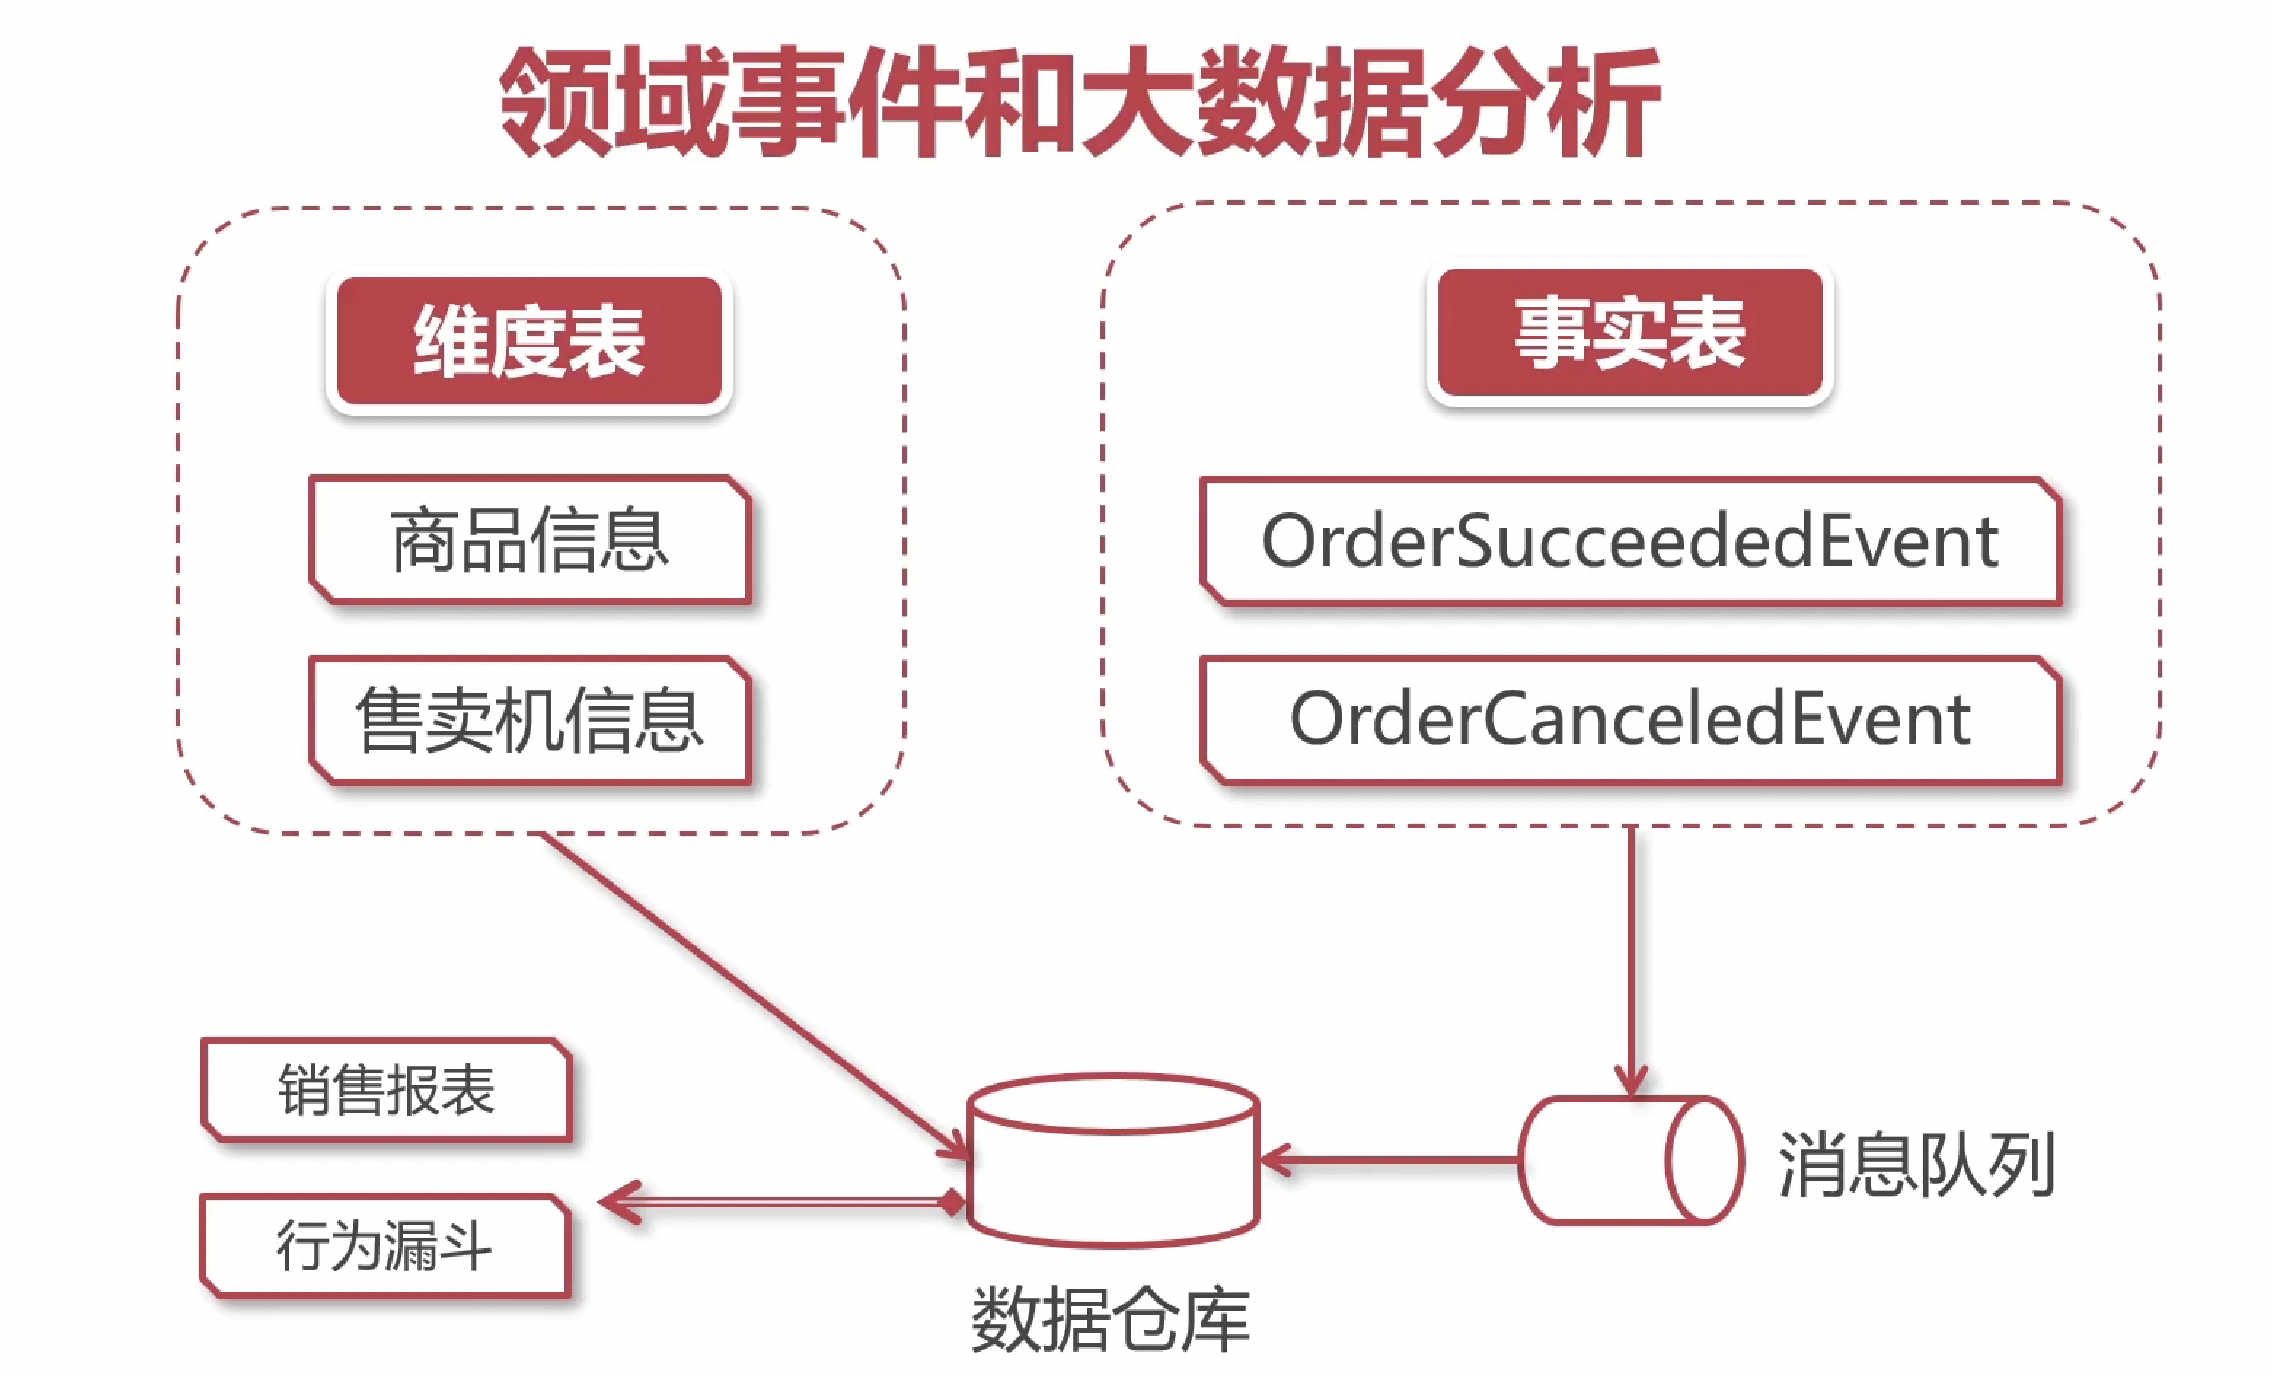 领域事件和大数据分析
维度表
商品信息
售卖机信息
事实表
OrderSucceededEvent
OrderCanceledEvent
销售报表
行为漏斗
数据仓库
消息队列